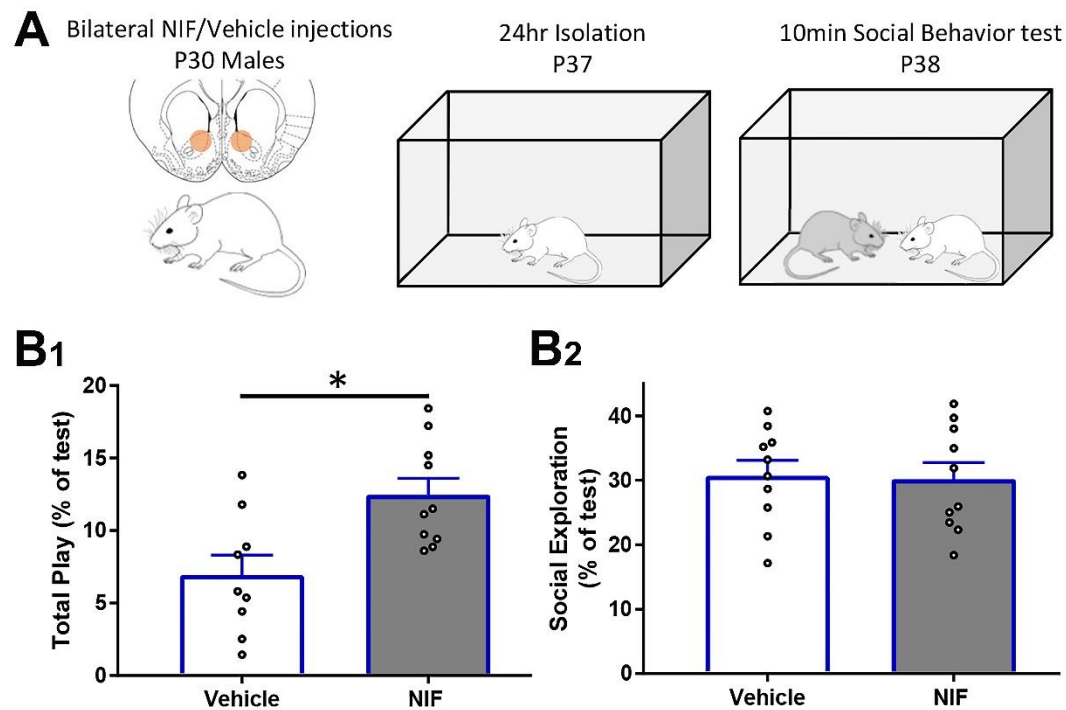 A
Bilateral NIF/Vehicle injections
P30 Males
24hr Isolation
P37
10min Social Behavior test
P38
B1
Total Play (% of test)
20
15
10
5
0
*
Vehicle
NIF
B2
Social Exploration
(% of test)
40
30
20
10
0
Vehicle
NIF